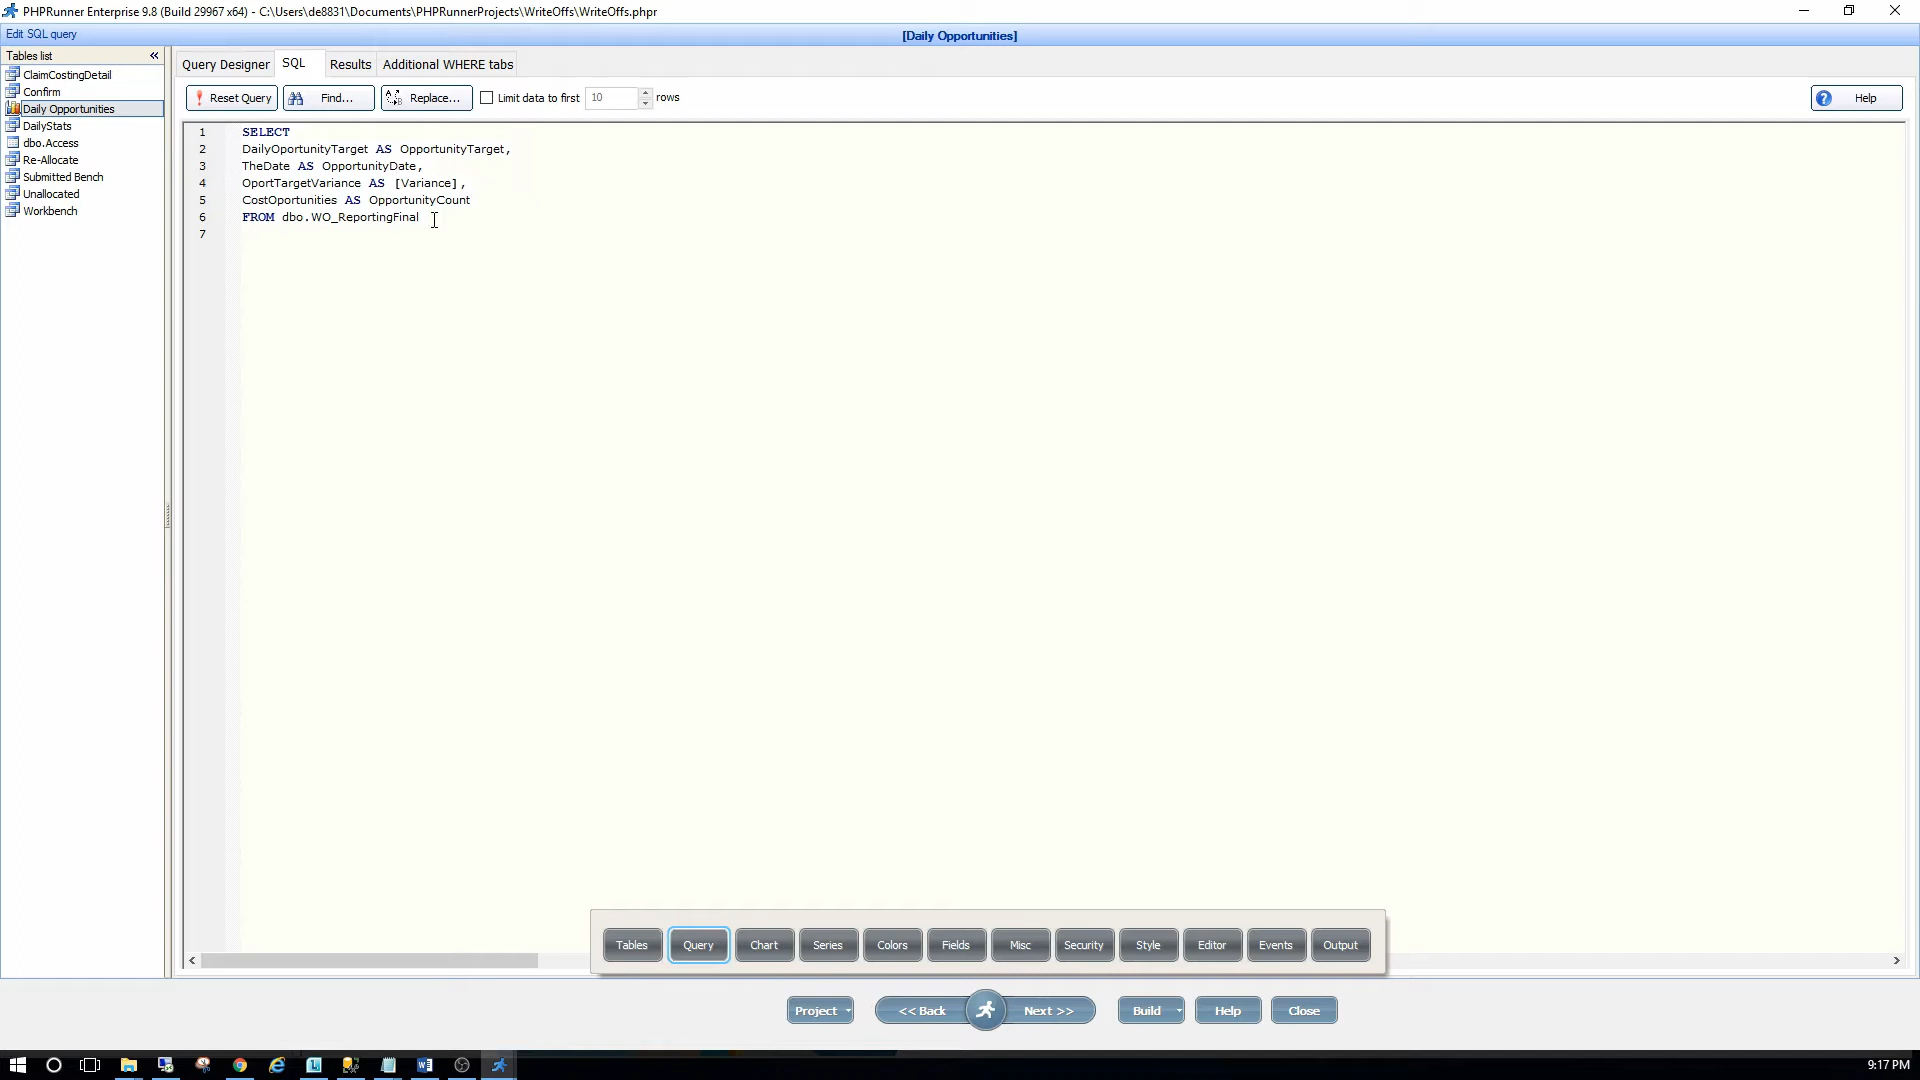 PHPRunner Enterprise 9.8 (Build 29967 x64) - C:\Users\de8831\Documents\PHPRunnerProjects\WriteOffs\WriteOffs.phpr
Edit SQL query
[Daily Opportunities]
Tables list
«
ClaimCostingDetail
Confirm
Daily Opportunities
DailyStats
dbo.Access
Re-Allocate
Submitted Bench
Unallocated
Workbench
Query Designer SQL Results Additional WHERE tabs
Reset Query Find... Replace... Limit data to first 10 rows Help
1 SELECT
2 DailyOportunityTarget AS OpportunityTarget,
3 TheDate AS OpportunityDate,
4 OportTargetVariance AS [Variance],
5 CostOportunities AS OpportunityCount
6 FROM dbo.WO_ReportingFinal
7
Tables Query Chart Series Colors Fields Misc Security Style Editor Events Output
Project << Back Next >> Build Help Close
9:17 PM